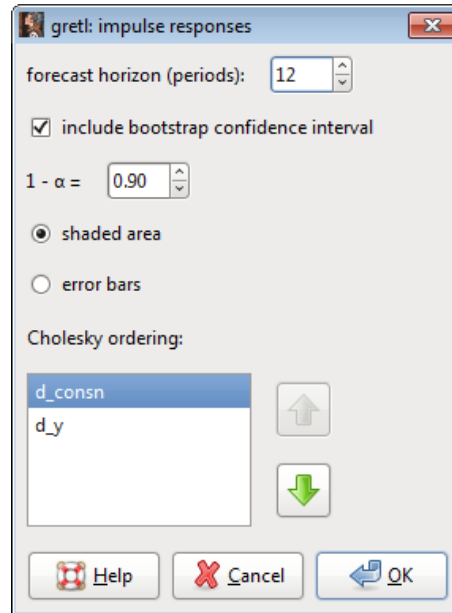 gretl: impulse responses
forecast horizon (periods): 12
include bootstrap confidence interval
1 - α = 0.90
shaded area
error bars
Cholesky ordering:
d_consn
d_y
Help Cancel OK